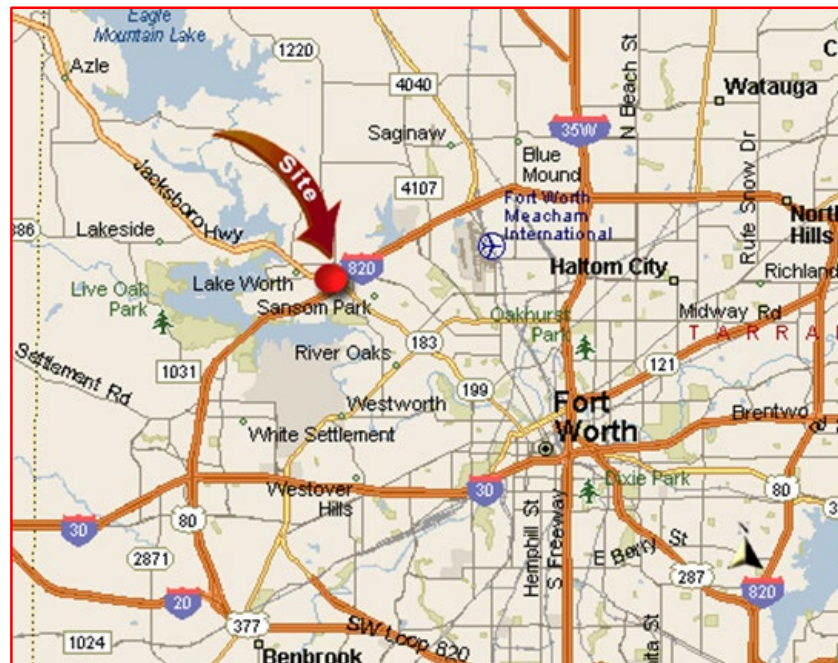 Eagle
Mountain Lake
1220
Azle
4040
N Beach St
Watauga
35W
Saginaw
Blue
Mound
Rufe Snow Dr
Site
Jacksboro Hwy
4107
Fort Worth
Meacham
International
North
Hills
886
Lakeside
820
Lake Worth
Haltom City
Richland
Live Oak
Park
Sansom Park
Oakhurst
Park
Midway Rd
T A R R A
183
River Oaks
Settlement Rd
1031
121
199
Westworth
Fort
Worth
Brentwo
White Settlement
Westover
Hills
30
Dixie Park
80
80
30
Hemphill St
S Freeway
E Berry St
N
2871
287
820
20
377
1024
SW Loop 820
Benbrook